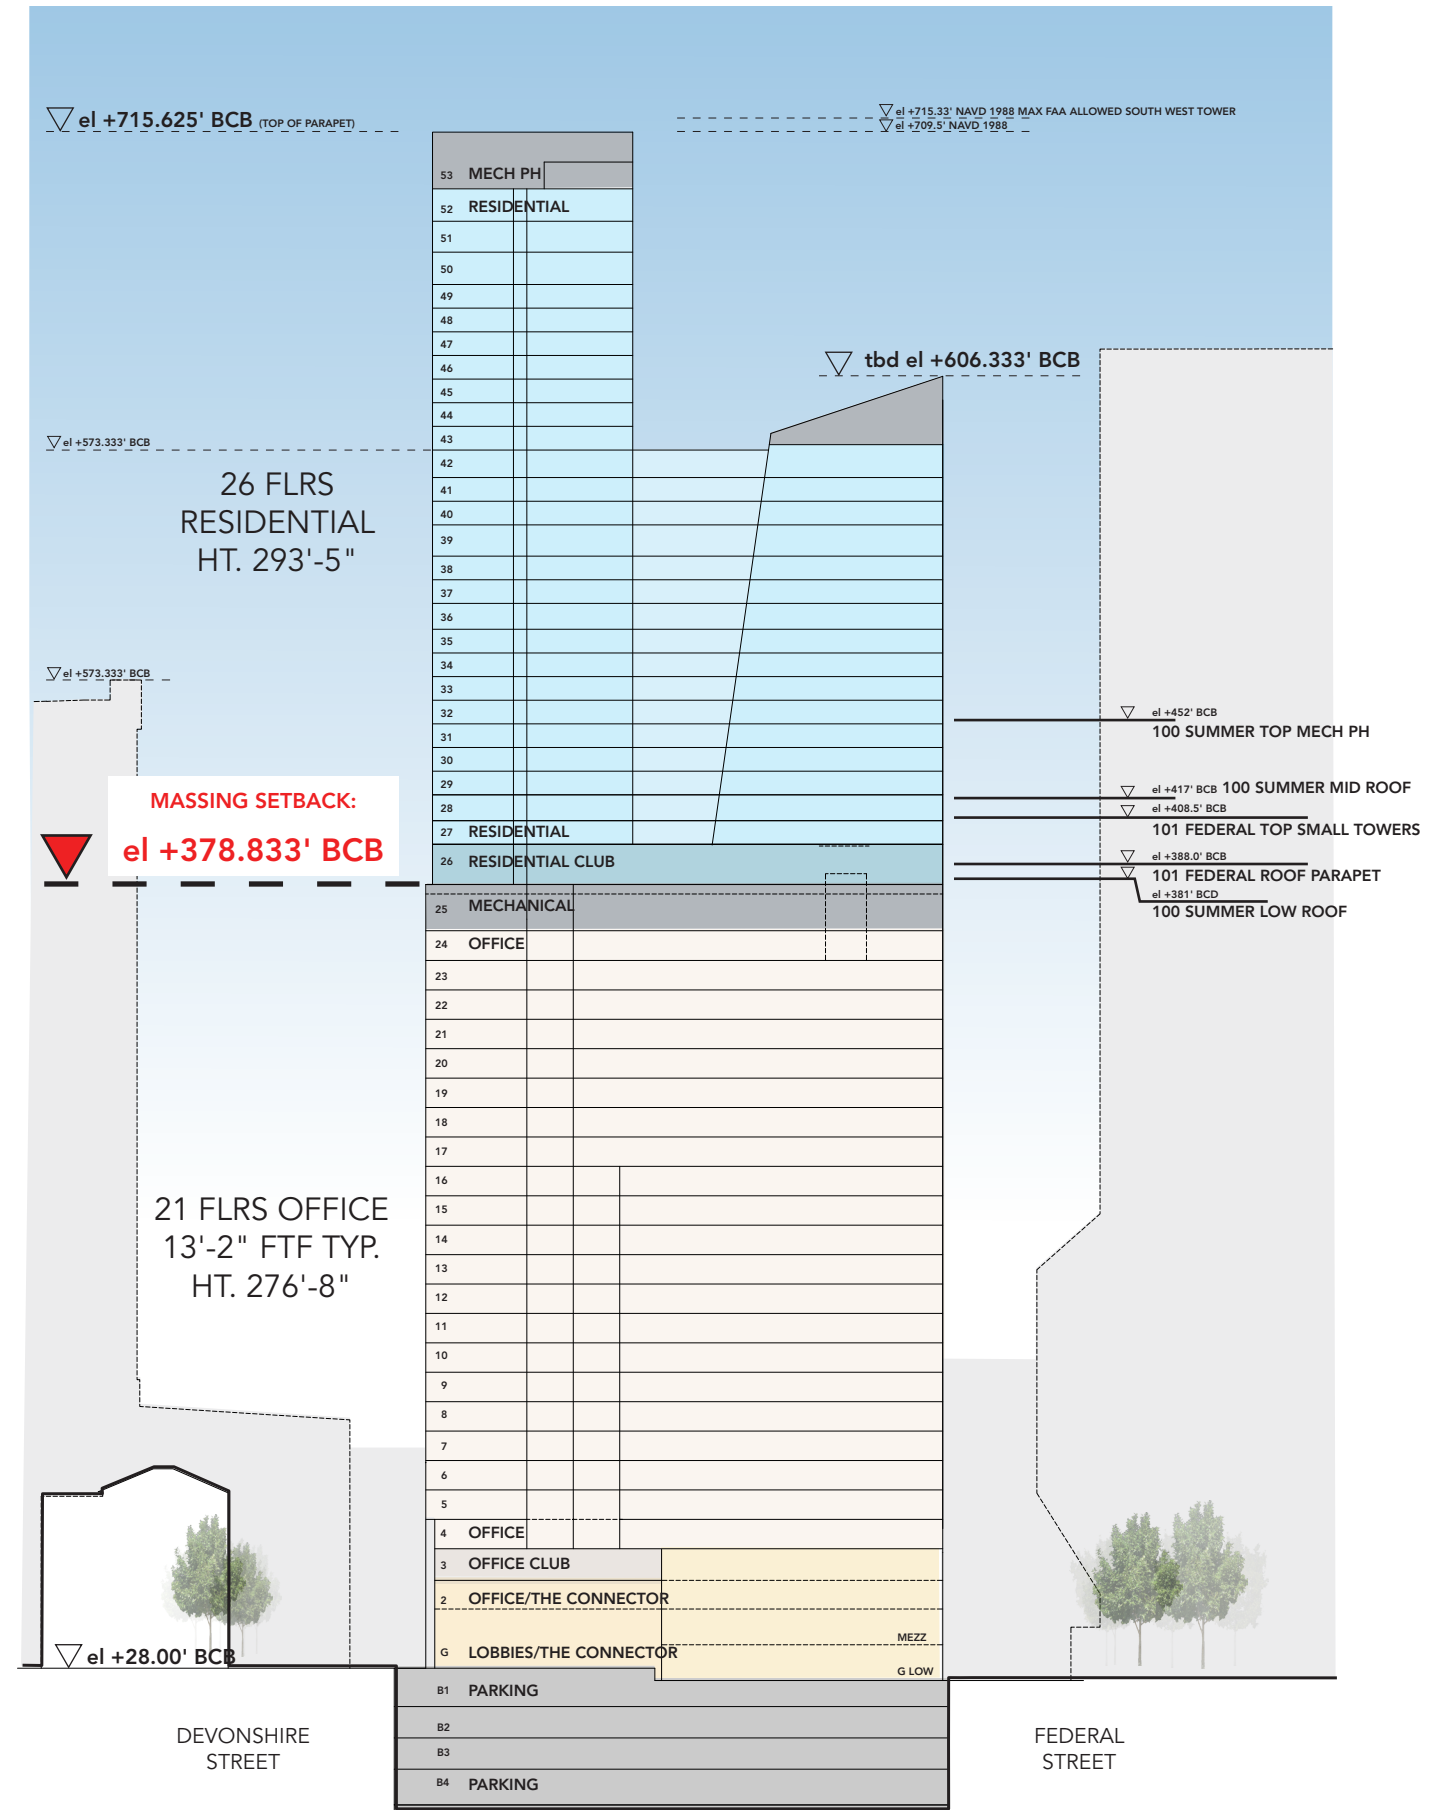 el +715.625' BCB (TOP OF PARAPET)
el +715.33' NAVD 1988 MAX FAA ALLOWED SOUTH WEST TOWER
el +709.5' NAVD 1988
53 MECH PH
52 RESIDENTIAL
51
50
49
48
47
46
tbd el +606.333' BCB
45
44
43
el +573.333' BCB
42
26 FLRS
RESIDENTIAL
HT. 293'-5"
41
40
39
38
37
36
35
34
el +573.333' BCB
33
32
31
30
29
28
27 RESIDENTIAL
26 RESIDENTIAL CLUB
el +452' BCB
100 SUMMER TOP MECH PH
el +417' BCB 100 SUMMER MID ROOF
el +408.5' BCB
101 FEDERAL TOP SMALL TOWERS
el +388.0' BCB
101 FEDERAL ROOF PARAPET
el +381' BCD
100 SUMMER LOW ROOF
MASSING SETBACK:
el +378.833' BCB
25 MECHANICAL
24 OFFICE
23
22
21
20
19
18
17
16
15
14
13
12
11
10
9
8
7
6
5
21 FLRS OFFICE
13'-2" FTF TYP.
HT. 276'-8"
4 OFFICE
3 OFFICE CLUB
2 OFFICE/THE CONNECTOR
MEZZ
G LOBBIES/THE CONNECTOR
G LOW
el +28.00' BCB
B1 PARKING
B2
B3
B4 PARKING
DEVONSHIRE
STREET
FEDERAL
STREET